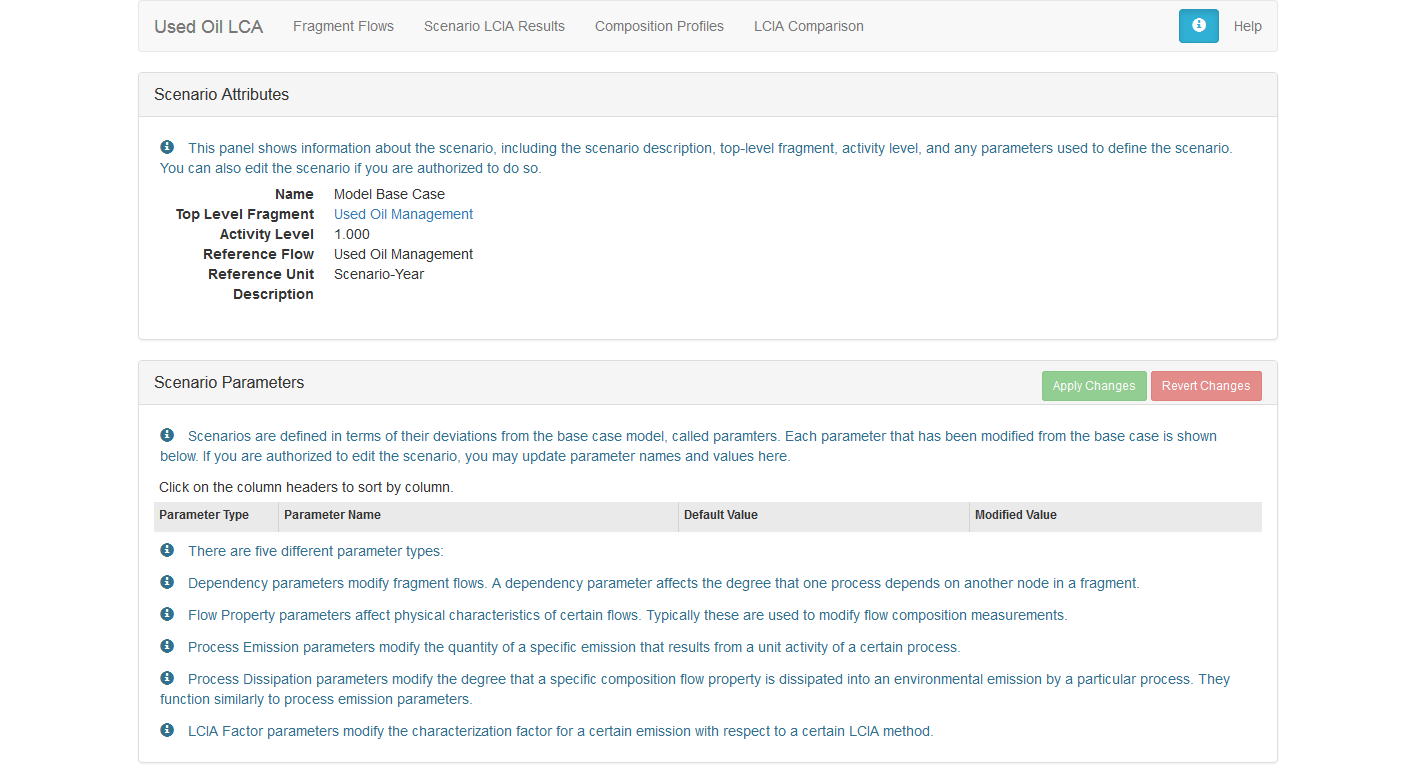 Used Oil LCA Fragment Flows Scenario LCIA Results Composition Profiles LCIA Comparison Help
Scenario Attributes
This panel shows information about the scenario, including the scenario description, top-level fragment, activity level, and any parameters used to define the scenario.
You can also edit the scenario if you are authorized to do so.
Name Model Base Case
Top Level Fragment Used Oil Management
Activity Level 1.000
Reference Flow Used Oil Management
Reference Unit Scenario-Year
Description
Scenario Parameters Apply Changes Revert Changes
Scenarios are defined in terms of their deviations from the base case model, called paramters. Each parameter that has been modified from the base case is shown
below. If you are authorized to edit the scenario, you may update parameter names and values here.
Click on the column headers to sort by column.
Parameter Type Parameter Name Default Value Modified Value
There are five different parameter types:
Dependency parameters modify fragment flows. A dependency parameter affects the degree that one process depends on another node in a fragment.
Flow Property parameters affect physical characteristics of certain flows. Typically these are used to modify flow composition measurements.
Process Emission parameters modify the quantity of a specific emission that results from a unit activity of a certain process.
Process Dissipation parameters modify the degree that a specific composition flow property is dissipated into an environmental emission by a particular process. They
function similarly to process emission parameters.
LCIA Factor parameters modify the characterization factor for a certain emission with respect to a certain LCIA method.